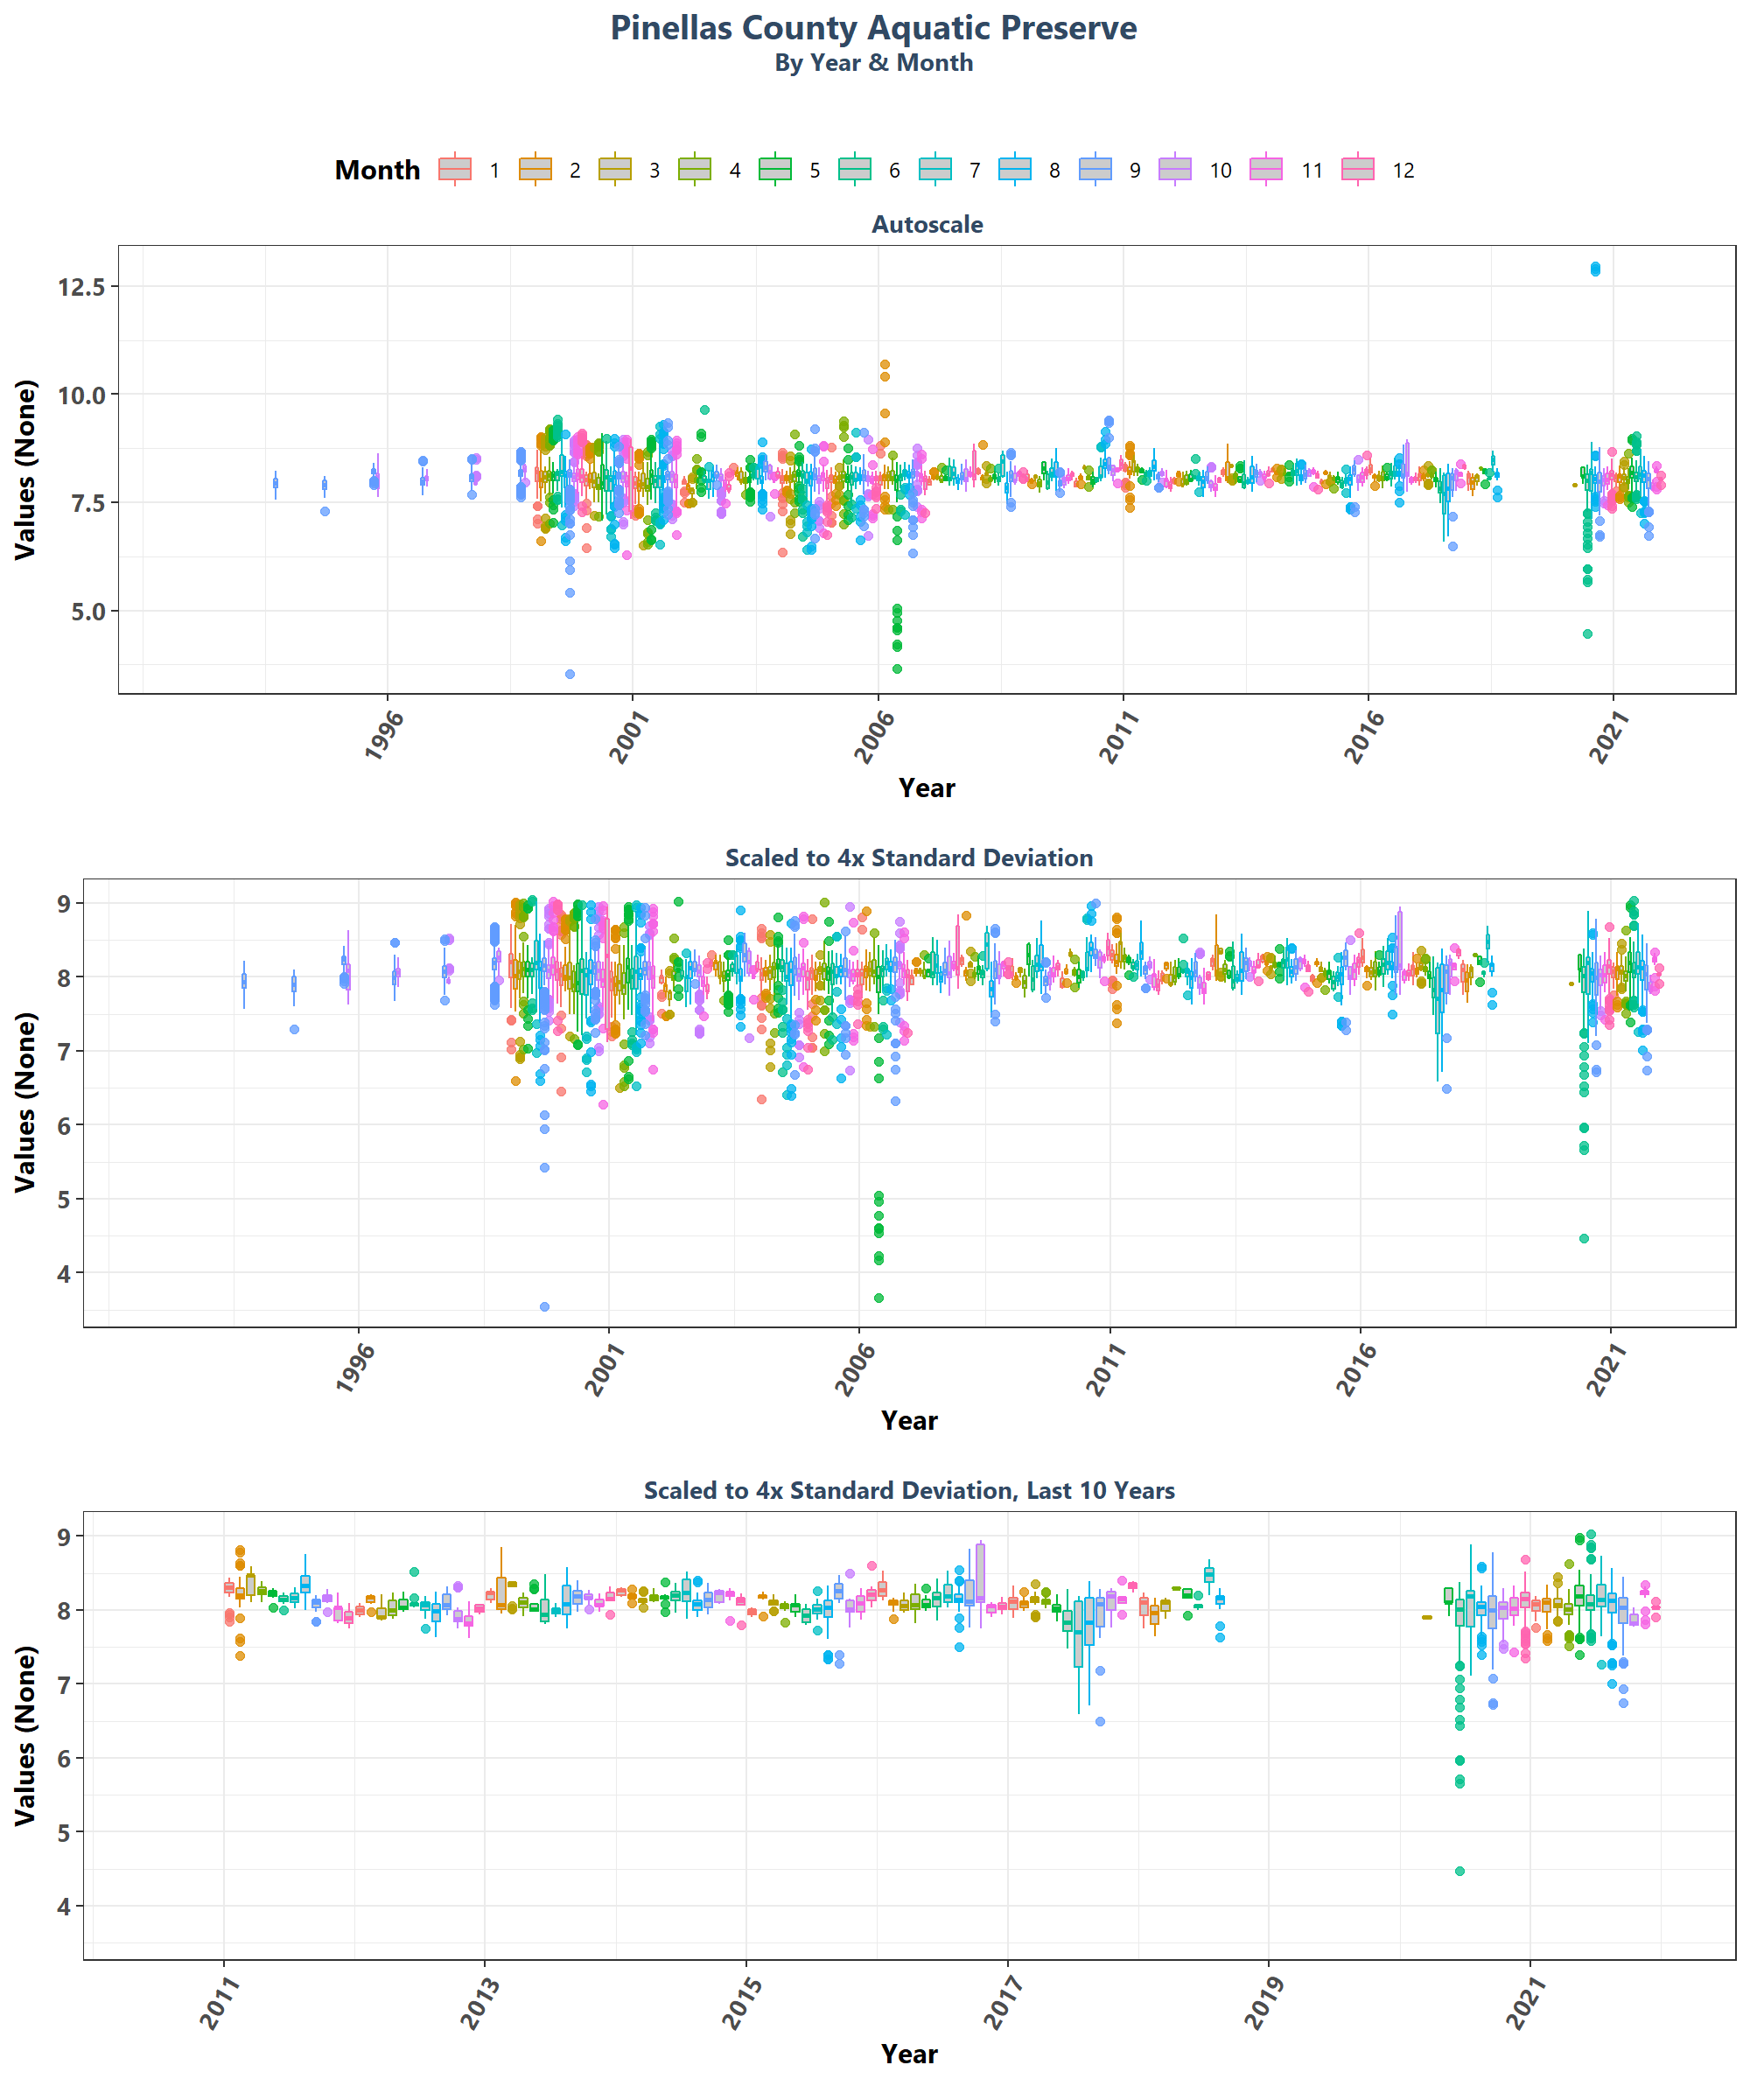 Pinellas County Aquatic Preserve
By Year & Month
Month 1 2 3 4 5 6 7 8 9 10 11 12
Autoscale
Values (None)
12.5
10.0
7.5
5.0
1996 2001 2006 2011 2016 2021
Year
Scaled to 4x Standard Deviation
Values (None)
9
8
7
6
5
4
1996 2001 2006 2011 2016 2021
Year
Scaled to 4x Standard Deviation, Last 10 Years
Values (None)
9
8
7
6
5
4
2011 2013 2015 2017 2019 2021
Year